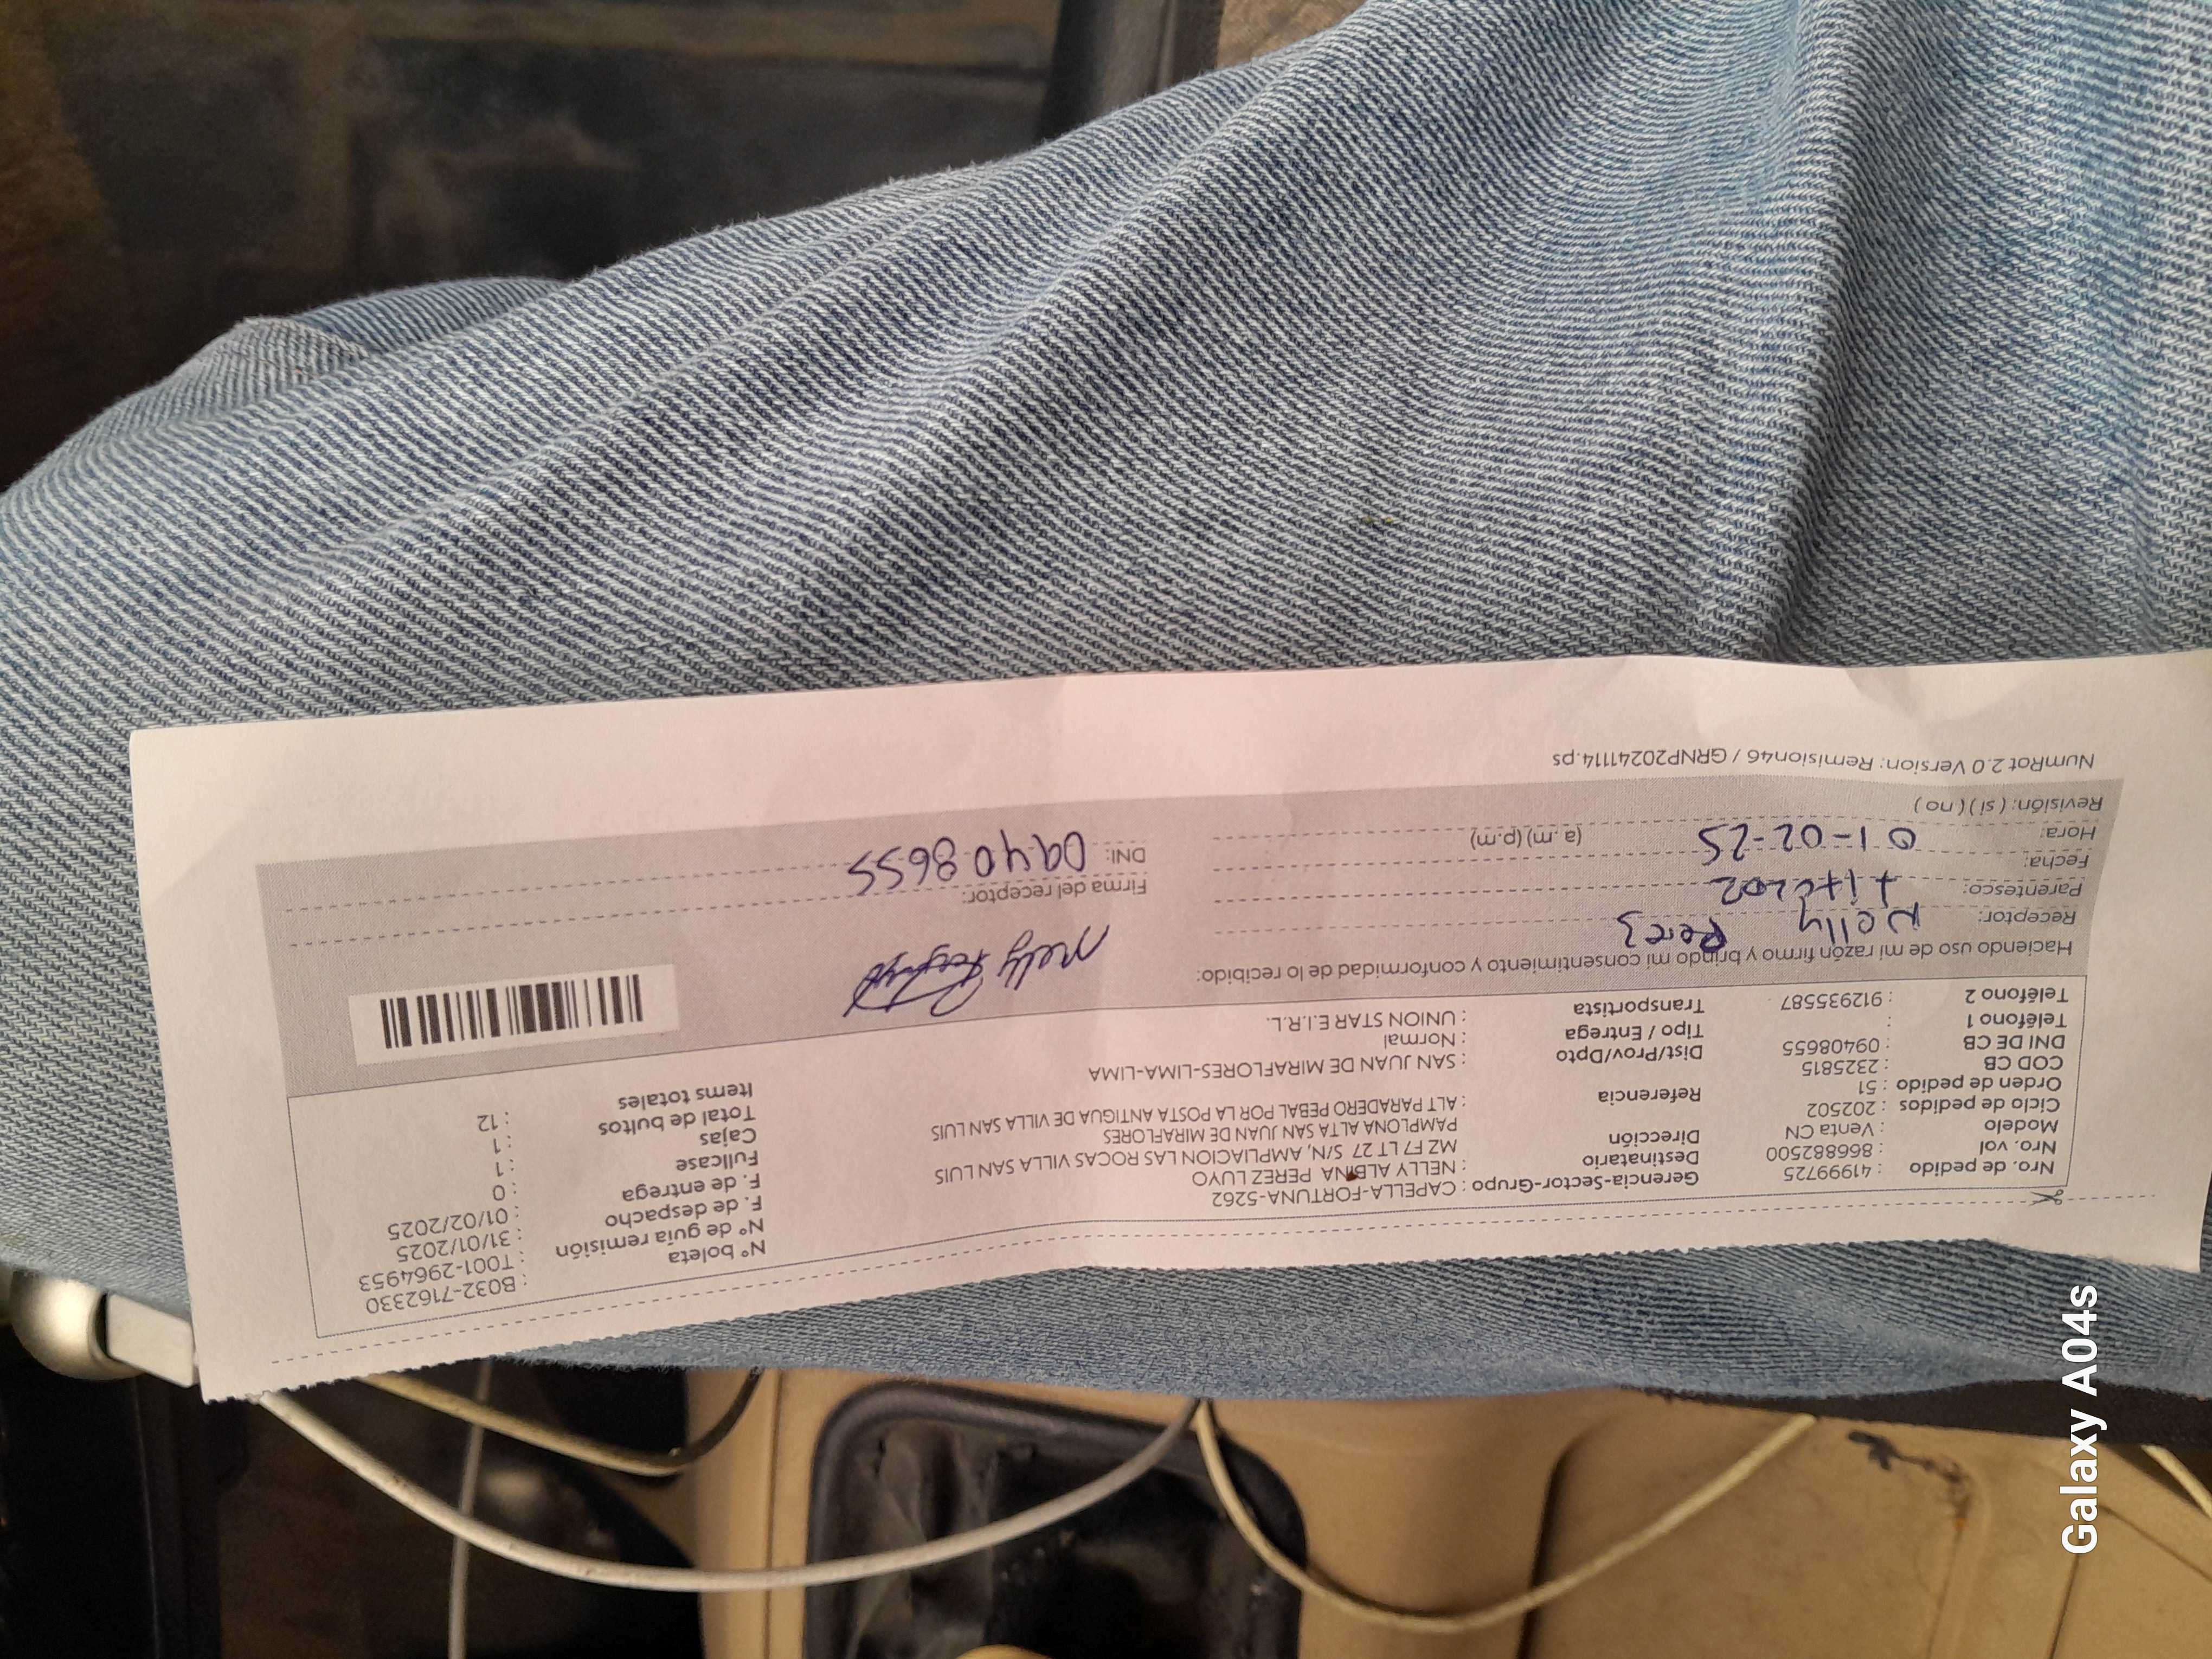 Nro. de pedido : 4199725
Nro. vol : 866882500
Modelo : Venta CN
Ciclo de pedidos : 202502
Orden de pedido : 51
COD CB : 2325815
DNI DE CB : 09408655
Teléfono 1 :
Teléfono 2 : 912935587
Gerencia-Sector-Grupo : CAPELLA-FORTUNA-5262
Destinatario : NELLY ALBINA PEREZ LUYO
Dirección MZ F7 LT 27 S/N, AMPLIACION LAS ROCAS VILLA SAN LUIS
PAMPLONA ALTA SAN JUAN DE MIRAFLORES
Referencia : ALT PARADERO PEBAL POR LA POSTA ANTIGUA DE VILLA SAN LUIS
Dist/Prov/Dpto : SAN JUAN DE MIRAFLORES-LIMA-LIMA
Tipo / Entrega : Normal
Transportista : UNION STAR E.I.R.L.
N° boleta : B032-7162330
N° de guía remisión : T001-2964953
F. de despacho : 31/01/2025
F. de entrega : 01/02/2025
Fullcase : 0
Cajas : 1
Total de bultos : 1
Items totales : 12
Haciendo uso de mi razón firmo y brindo mi consentimiento y conformidad de lo recibido:
Receptor: Nelly Perez
Parentesco:
Fecha: 01-02-25
Hora: (a.m) (p.m)
Revisión: ( si ) ( no )
Nelly
Firma del receptor:
DNI: 09408655
NumRot 2.0 Version: Remision46 / GRNP20241114.ps
Galaxy A04s